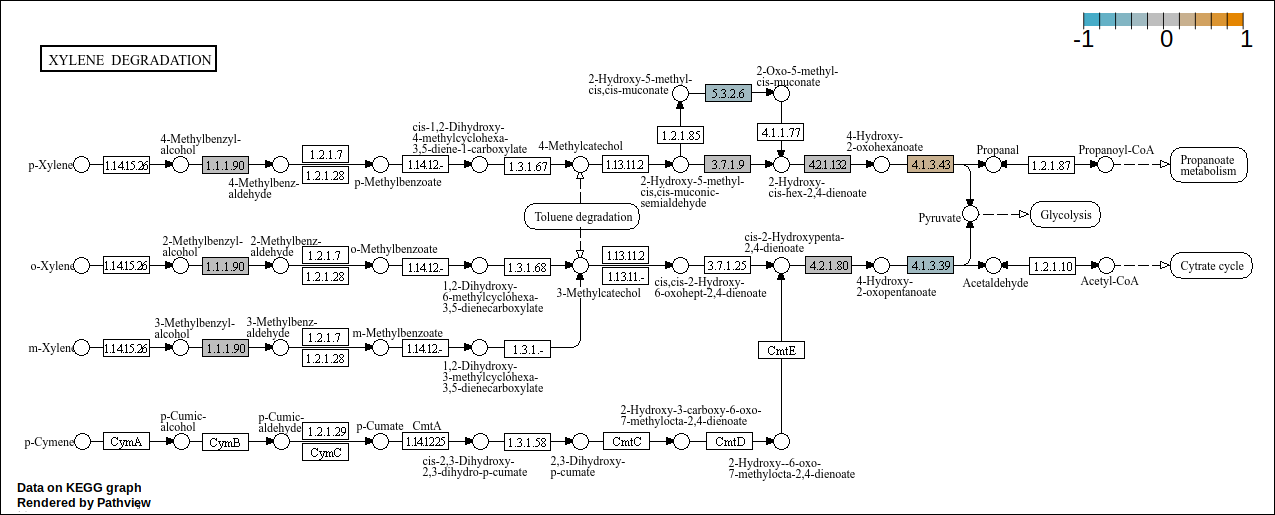 -1 0 1
XYLENE DEGRADATION
2-Hydroxy-5-methyl-
cis,cis-muconate
5.3.2.6
2-Oxo-5-methyl-
cis-muconate
cis-1,2-Dihydroxy-
4-methylcyclohexa-
3,5-diene-1-carboxylate
1.2.1.85
4.1.1.77
4-Methylbenzyl-
alcohol
4-Methylcatechol
4-Hydroxy-
2-oxohexanoate
p-Xylene
1.14.15.26
1.1.1.90
1.2.1.7
1.2.1.28
1.14.12.-
1.3.1.67
1.13.11.2
3.7.1.9
4.2.1.132
4.1.3.43
Propanal
1.2.1.87
Propanoyl-CoA
Propanoate
metabolism
4-Methylbenz-
aldehyde
p-Methylbenzoate
2-Hydroxy-5-methyl-
cis,cis-muconic-
semialdehyde
2-Hydroxy-
cis-hex-2,4-dienoate
Toluene degradation
Pyruvate
Glycolysis
2-Methylbenzyl-
alcohol
2-Methylbenz-
aldehyde
o-Methylbenzoate
cis-2-Hydroxypenta-
2,4-dienoate
o-Xylene
1.14.15.26
1.1.1.90
1.2.1.7
1.2.1.28
1.14.12.-
1.3.1.68
1.13.11.2
1.13.11.-
3.7.1.25
4.2.1.80
4.1.3.39
1.2.1.10
Cytrate cycle
1,2-Dihydroxy-
6-methylcyclohexa-
3,5-dienecarboxylate
3-Methylcatechol
cis,cis-2-Hydroxy-
6-oxohept-2,4-dienoate
4-Hydroxy-
2-oxopentanoate
Acetaldehyde
Acetyl-CoA
3-Methylbenzyl-
alcohol
3-Methylbenz-
aldehyde
m-Methylbenzoate
m-Xylene
1.14.15.26
1.1.1.90
1.2.1.7
1.2.1.28
1.14.12.-
1.3.1.-
CmtE
1,2-Dihydroxy-
3-methylcyclohexa-
3,5-dienecarboxylate
p-Cumic-
alcohol
p-Cumic-
aldehyde
p-Cumate
CmtA
2-Hydroxy-3-carboxy-6-oxo-
7-methylocta-2,4-dienoate
p-Cymene
CymA
CymB
1.2.1.29
CymC
1.14.12.25
1.3.1.58
CmtC
CmtD
cis-2,3-Dihydroxy-
2,3-dihydro-p-cumate
2,3-Dihydroxy-
p-cumate
2-Hydroxy--6-oxo-
7-methylocta-2,4-dienoate
Data on KEGG graph
Rendered by Pathview